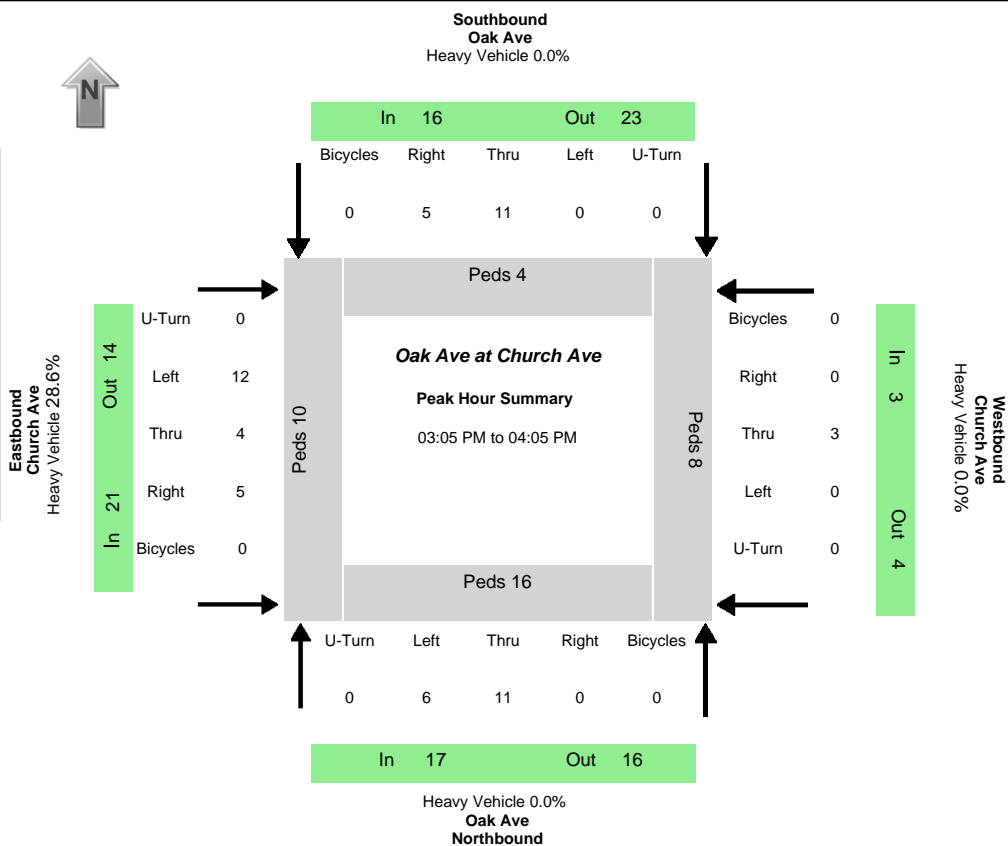 Southbound
Oak Ave
Heavy Vehicle 0.0%
N
In 16 Out 23
Bicycles Right Thru Left U-Turn
0 5 11 0 0
Peds 4
Eastbound
Church Ave
Heavy Vehicle 28.6%
Out 14
In 21
U-Turn 0
Left 12
Thru 4
Right 5
Bicycles 0
Peds 10
Oak Ave at Church Ave
Peak Hour Summary
03:05 PM to 04:05 PM
Peds 8
Bicycles 0
Right 0
Thru 3
Left 0
U-Turn 0
In 3
Out 4
Westbound
Church Ave
Heavy Vehicle 0.0%
Peds 16
U-Turn Left Thru Right Bicycles
0 6 11 0 0
In 17 Out 16
Heavy Vehicle 0.0%
Oak Ave
Northbound